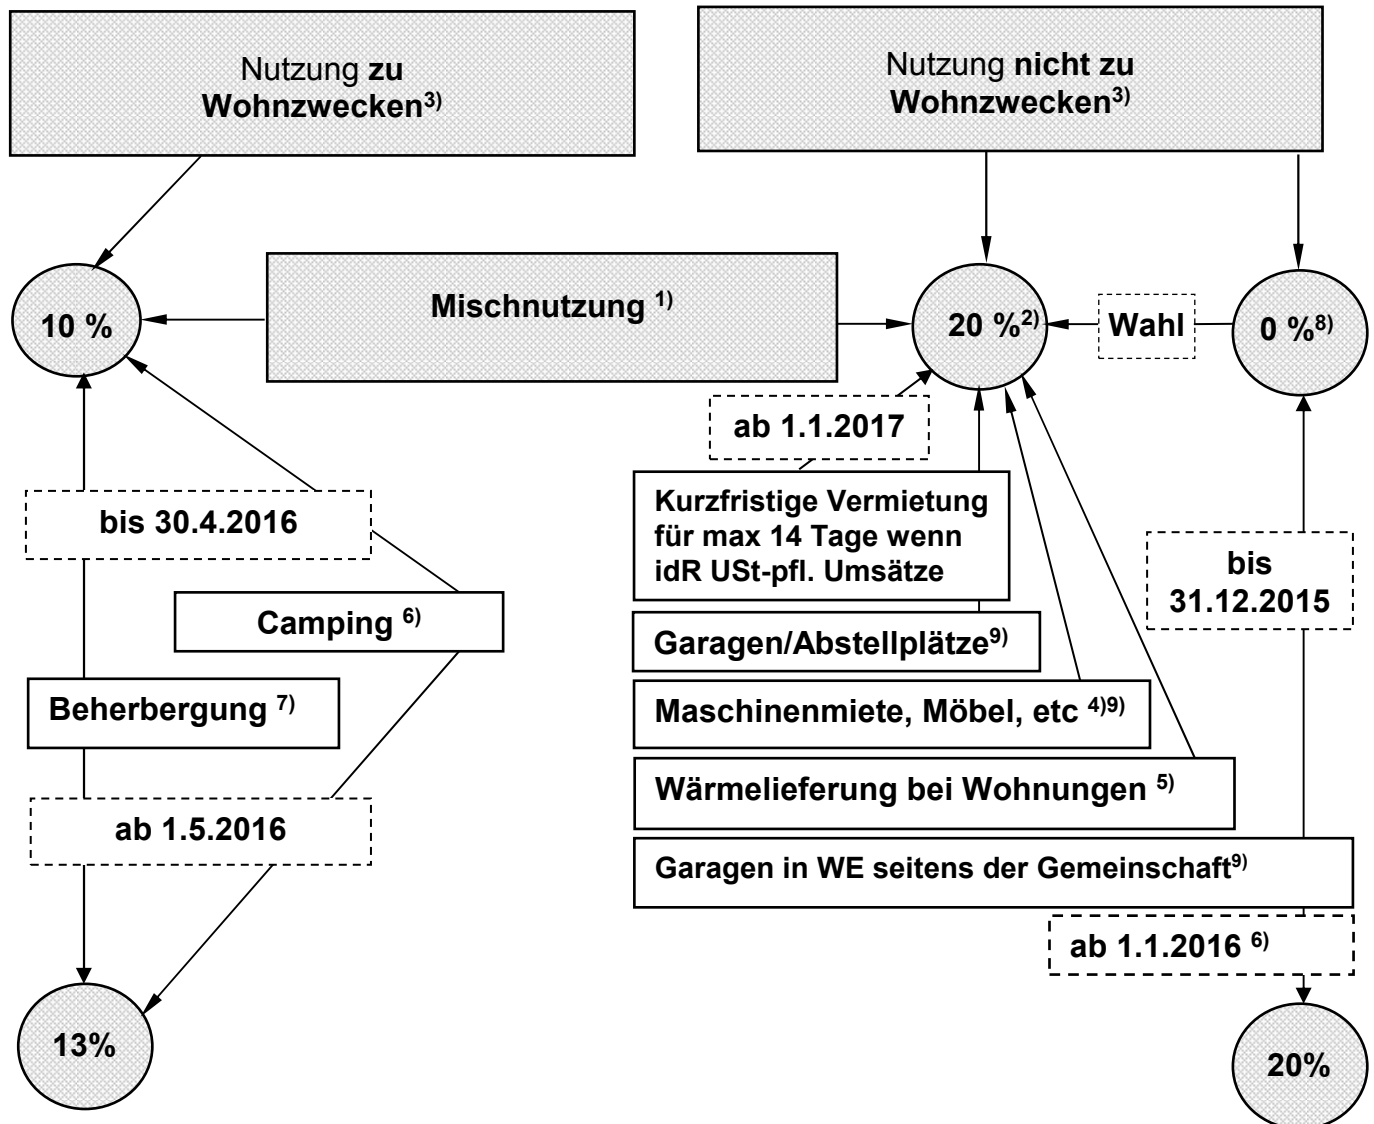 Nutzung zu
Wohnzwecken3)
Nutzung nicht zu
Wohnzwecken3)
10 %
Mischnutzung 1)
20 %2)
Wahl
0 %8)
ab 1.1.2017
bis 30.4.2016
Kurzfristige Vermietung
für max 14 Tage wenn
idR USt-pfl. Umsätze
bis
31.12.2015
Camping 6)
Garagen/Abstellplätze9)
Beherbergung 7)
Maschinenmiete, Möbel, etc 4)9)
Wärmelieferung bei Wohnungen 5)
ab 1.5.2016
Garagen in WE seitens der Gemeinschaft9)
ab 1.1.2016 6)
13%
20%